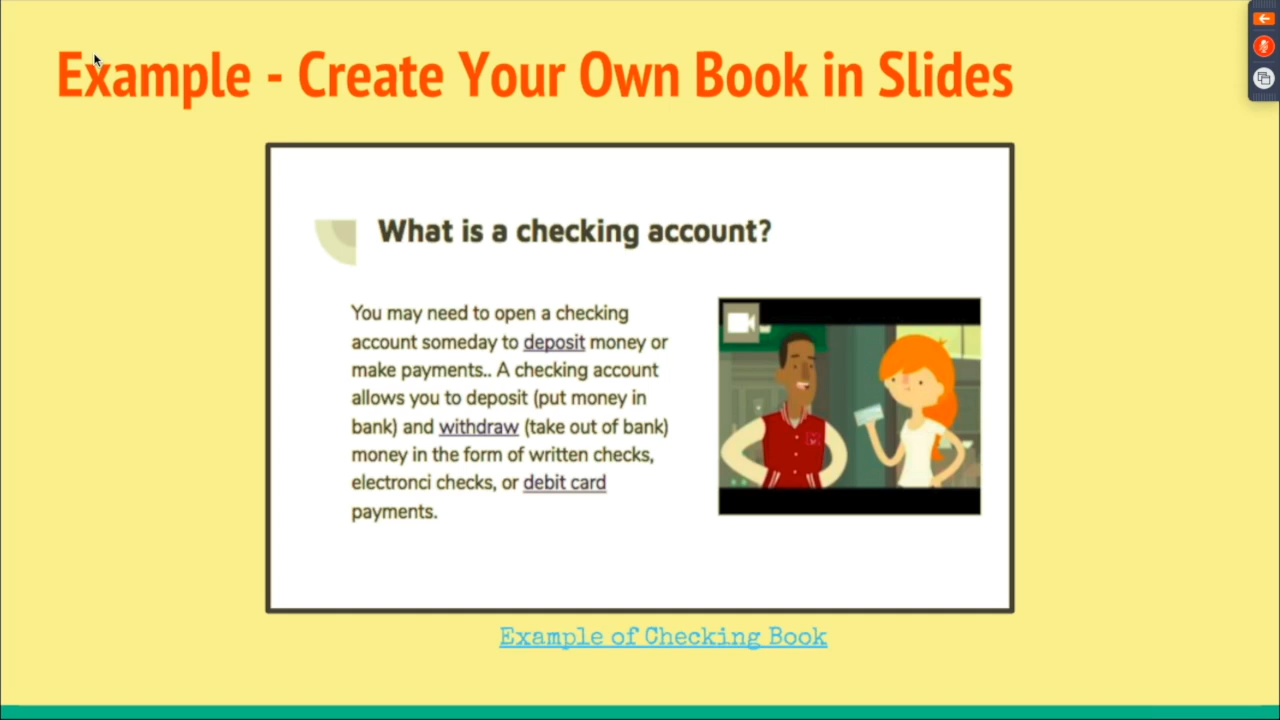 Example - Create Your Own Book in Slides
What is a checking account?
You may need to open a checking
account someday to deposit money or
make payments.. A checking account
allows you to deposit (put money in
bank) and withdraw (take out of bank)
money in the form of written checks,
electronci checks, or debit card
payments.
Example of Checking Book